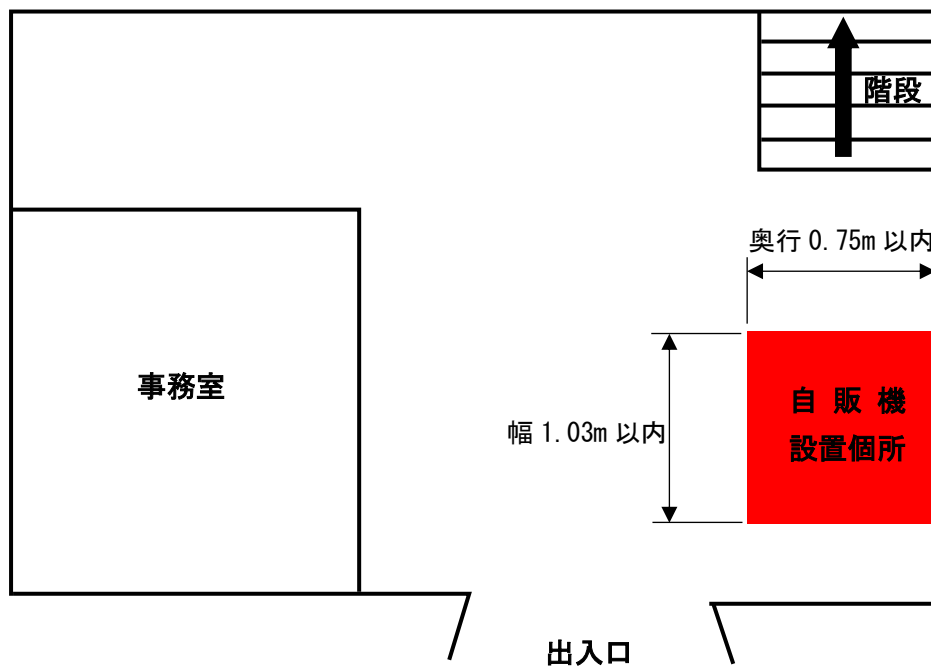 階段
奥行 0.75m 以内
事務室
自 販 機
設置個所
幅 1.03m 以内
出入口